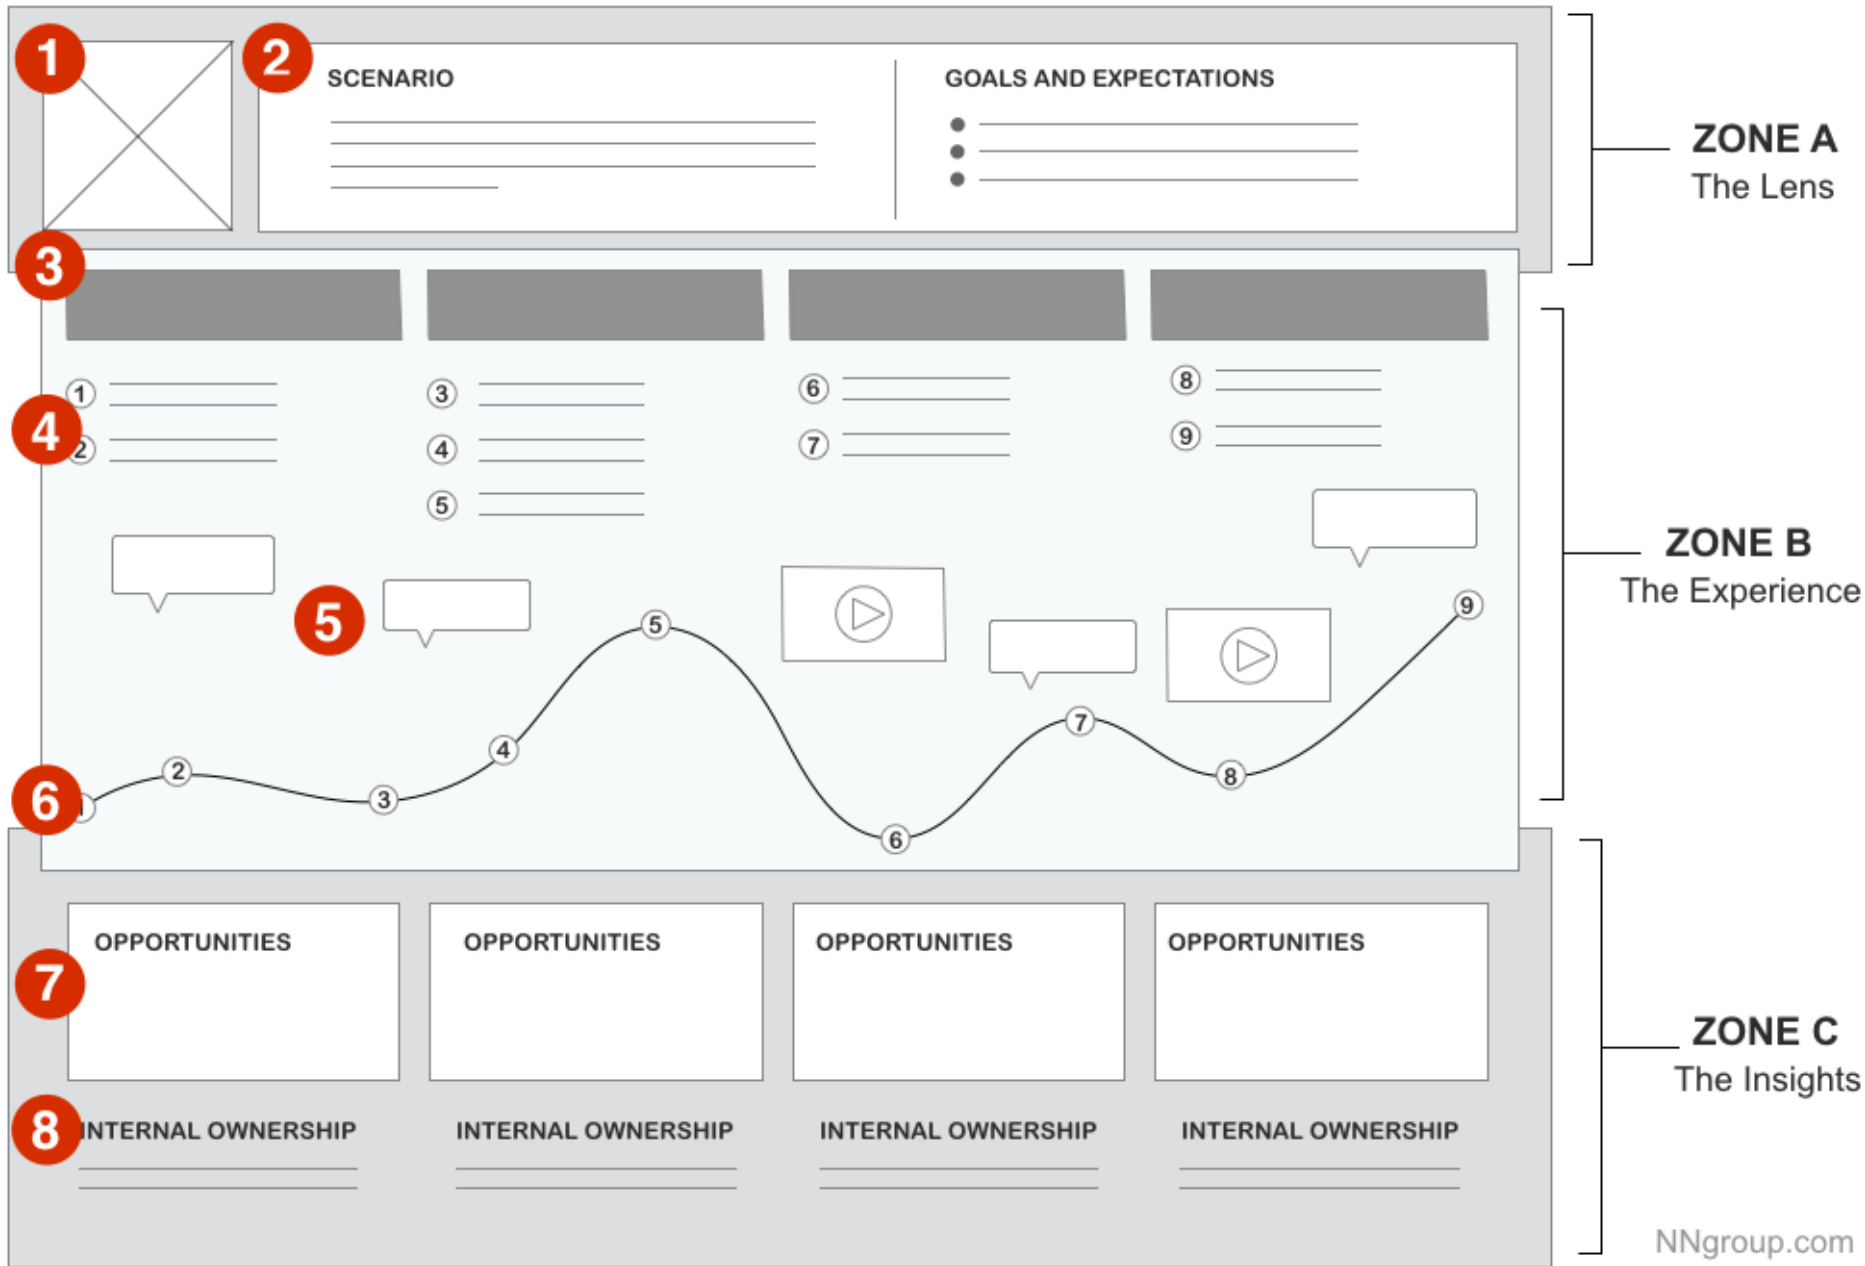 1
2
SCENARIO
GOALS AND EXPECTATIONS
ZONE A
The Lens
3
1
2
3
4
5
6
7
8
9
4
5
ZONE B
The Experience
1
2
3
4
5
6
7
8
9
6
OPPORTUNITIES
OPPORTUNITIES
OPPORTUNITIES
OPPORTUNITIES
7
ZONE C
The Insights
8
INTERNAL OWNERSHIP
INTERNAL OWNERSHIP
INTERNAL OWNERSHIP
INTERNAL OWNERSHIP
NNgroup.com